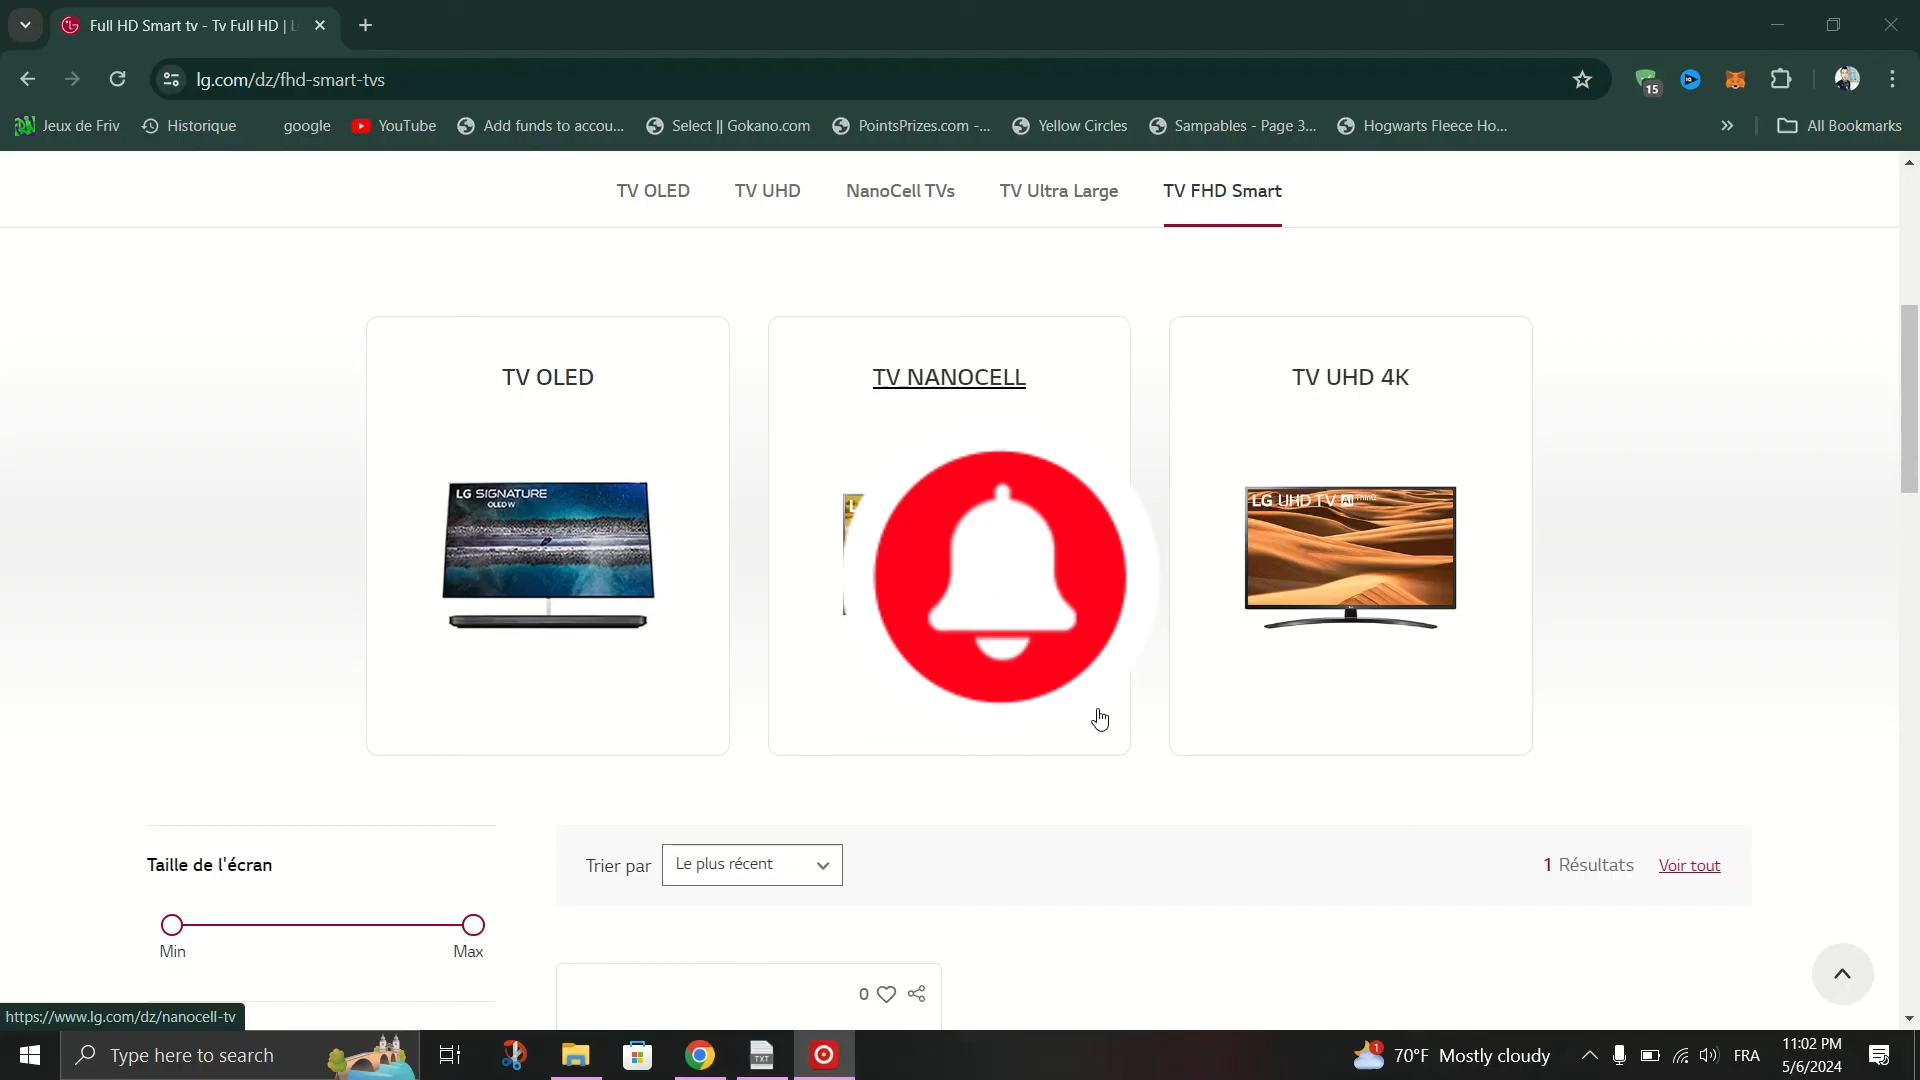 Full HD Smart tv - Tv Full HD |
lg.com/dz/fhd-smart-tvs
15
Jeux de Friv
Historique
google
YouTube
Add funds to accou...
Select || Gokano.com
PointsPrizes.com -...
Yellow Circles
Sampables - Page 3...
Hogwarts Fleece Ho...
All Bookmarks
TV OLED
TV UHD
NanoCell TVs
TV Ultra Large
TV FHD Smart
TV OLED
TV NANOCELL
TV UHD 4K
LG SIGNATURE
OLED W
LG UHD TV AI ThinQ
Taille de l'écran
Min
Max
Trier par
Le plus récent
1 Résultats
Voir tout
0
https://www.lg.com/dz/nanocell-tv
Type here to search
TXT
1
70°F Mostly cloudy
FRA
11:02 PM
5/6/2024